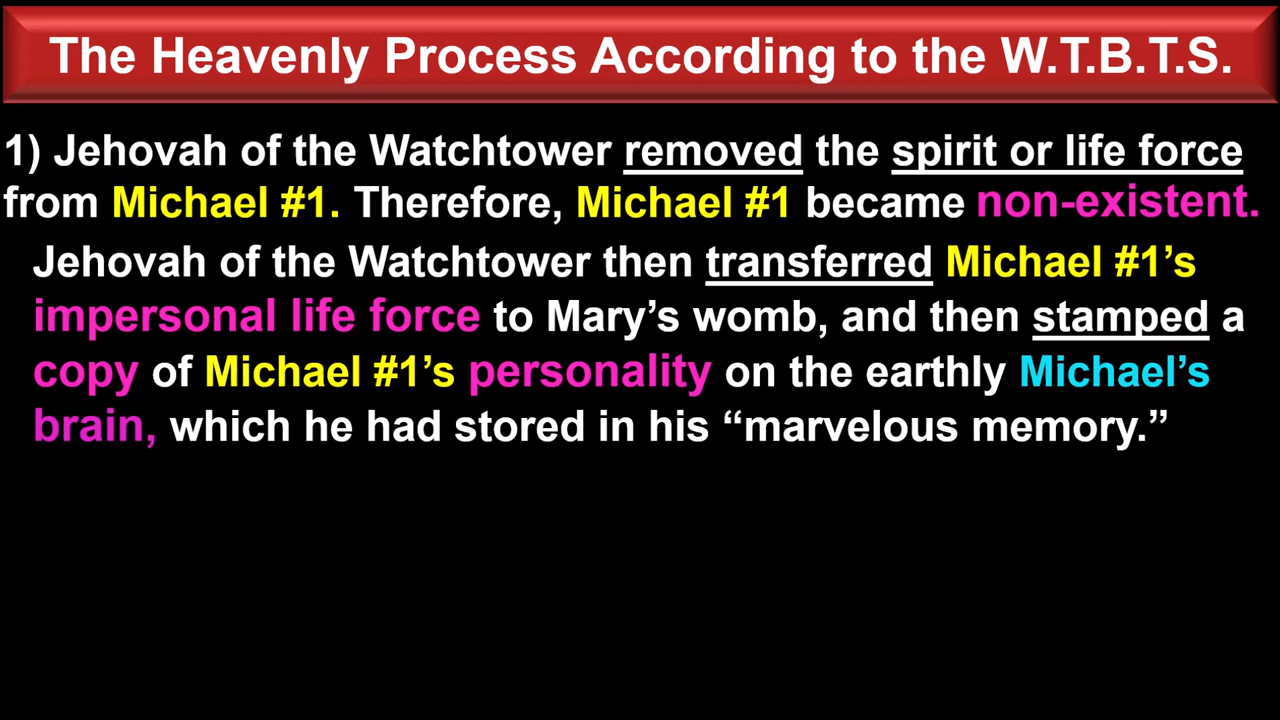 The Heavenly Process According to the W.T.B.T.S.
1) Jehovah of the Watchtower removed the spirit or life force
from Michael #1. Therefore, Michael #1 became non-existent.
Jehovah of the Watchtower then transferred Michael #1’s
impersonal life force to Mary’s womb, and then stamped a
copy of Michael #1’s personality on the earthly Michael’s
brain, which he had stored in his “marvelous memory.”